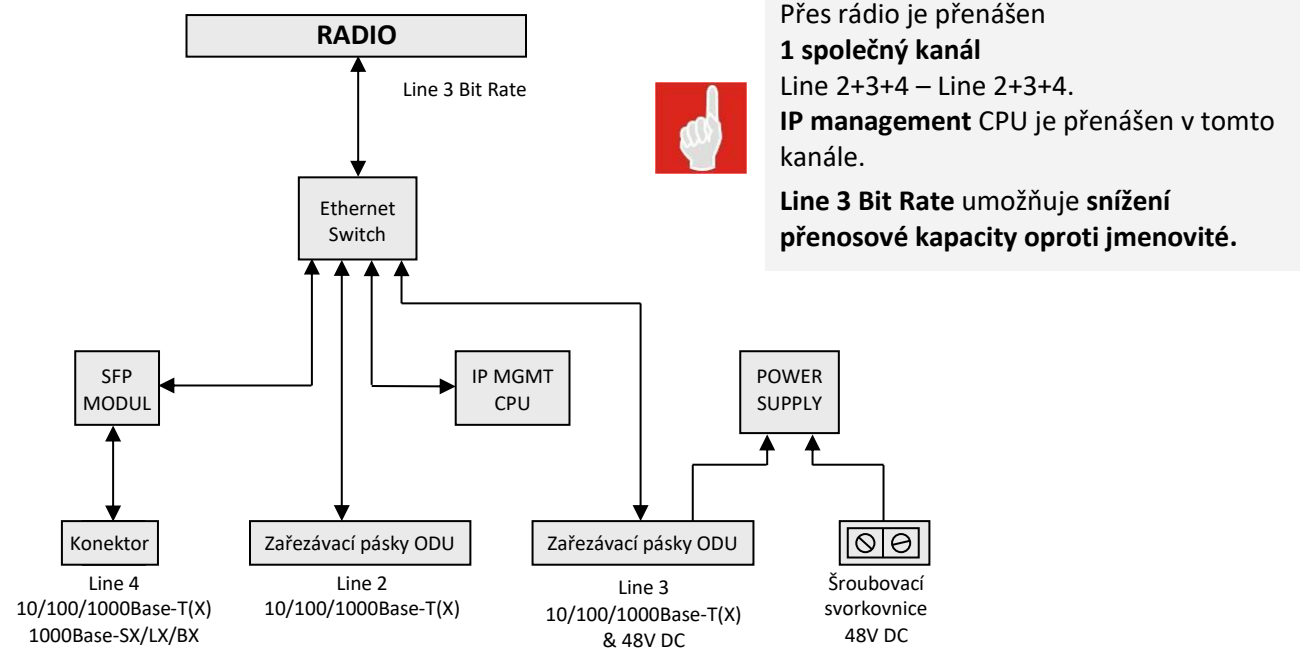 RADIO
Line 3 Bit Rate
Přes rádio je přenášen
1 společný kanál
Line 2+3+4 – Line 2+3+4.
IP management CPU je přenášen v tomto
kanále.
Line 3 Bit Rate umožňuje snížení
přenosové kapacity oproti jmenovité.
Ethernet
Switch
SFP
MODUL
IP MGMT
CPU
POWER
SUPPLY
Konektor
Zařezávací pásky ODU
Zařezávací pásky ODU
Line 4
10/100/1000Base-T(X)
1000Base-SX/LX/BX
Line 2
10/100/1000Base-T(X)
Line 3
10/100/1000Base-T(X)
& 48V DC
Šroubovací
svorkovnice
48V DC